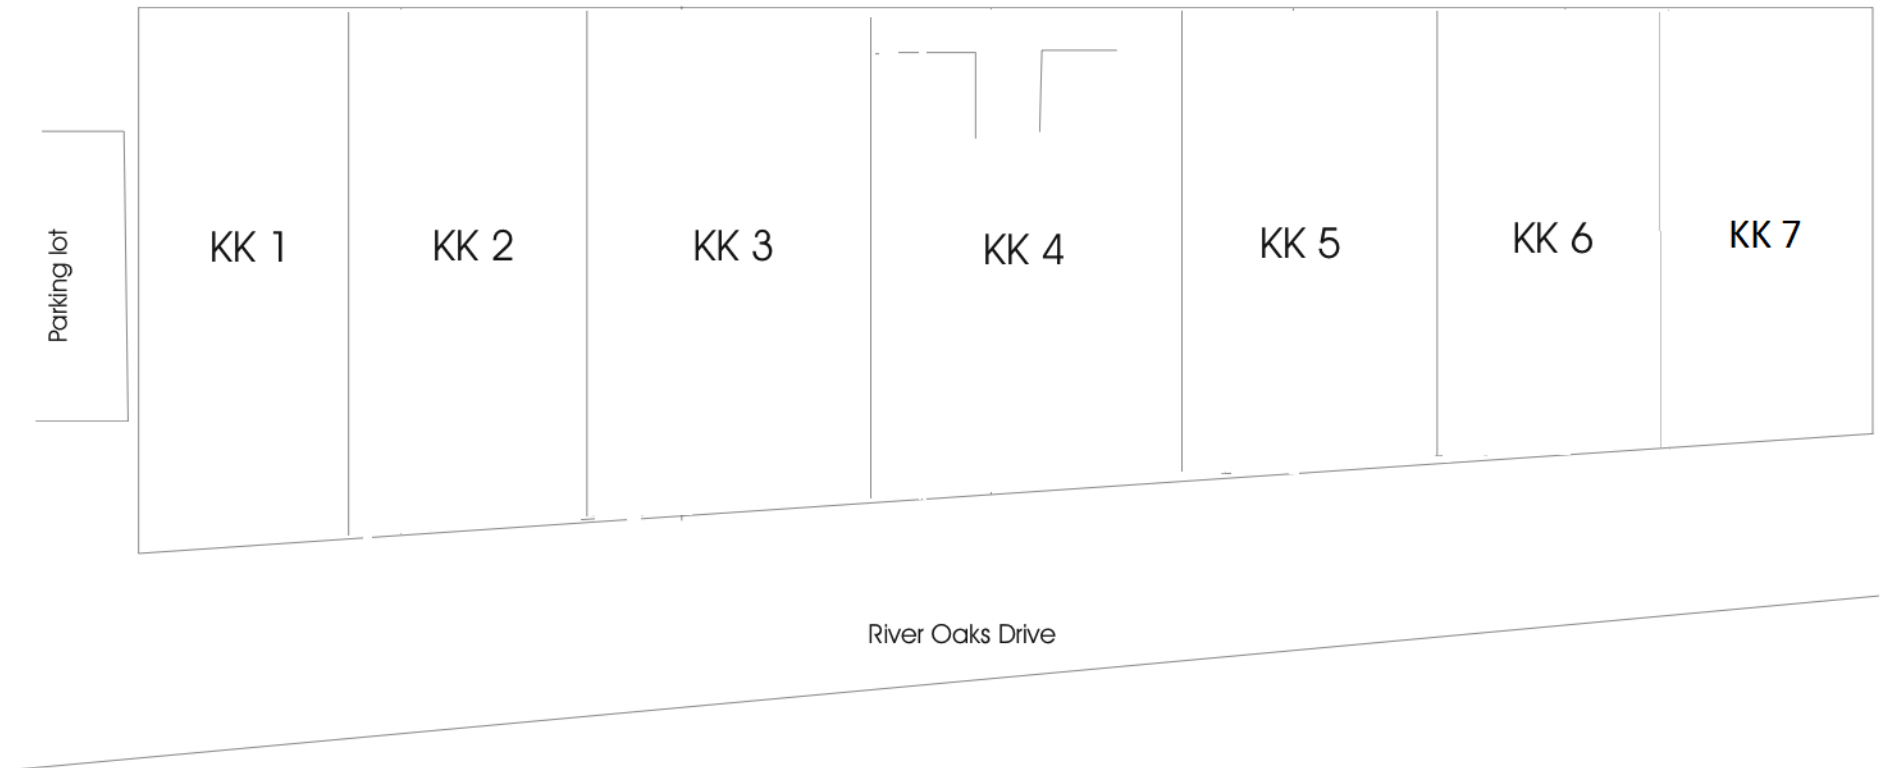 Parking lot
KK 1
KK 2
KK 3
KK 4
KK 5
KK 6
KK 7
River Oaks Drive